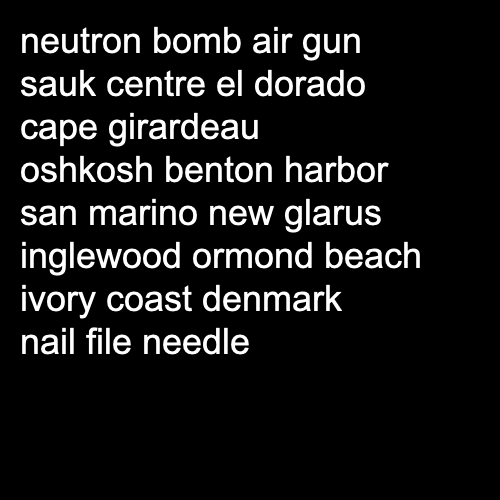 neutron bomb air gun
sauk centre el dorado
cape girardeau
oshkosh benton harbor
san marino new glarus
inglewood ormond beach
ivory coast denmark
nail file needle